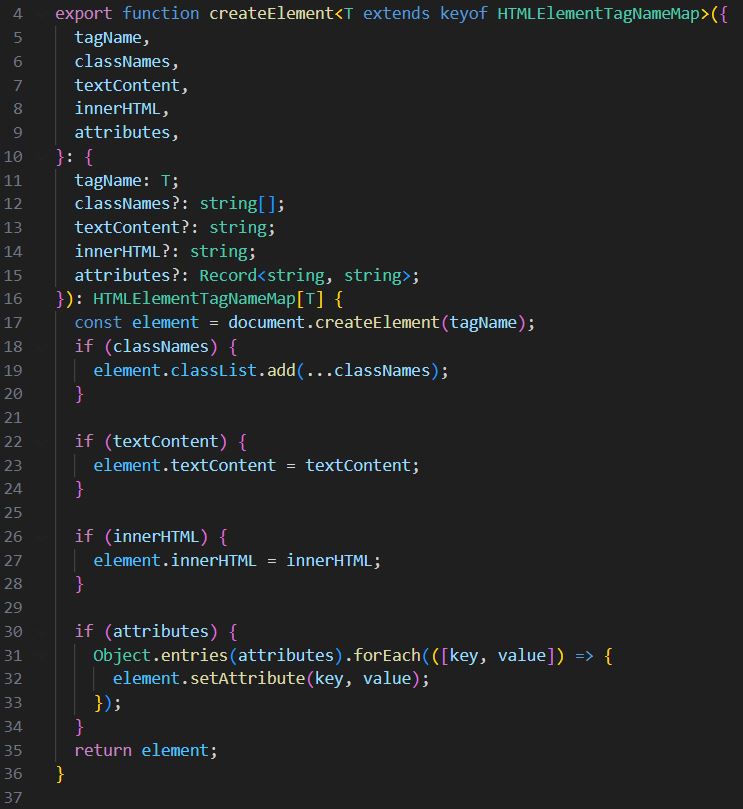 4 export function createElement<T extends keyof HTMLElementTagNameMap>({
5   tagName,
6   classNames,
7   textContent,
8   innerHTML,
9   attributes,
10 }: {
11   tagName: T;
12   classNames?: string[];
13   textContent?: string;
14   innerHTML?: string;
15   attributes?: Record<string, string>;
16 }): HTMLElementTagNameMap[T] {
17   const element = document.createElement(tagName);
18   if (classNames) {
19     element.classList.add(...classNames);
20   }
21
22   if (textContent) {
23     element.textContent = textContent;
24   }
25
26   if (innerHTML) {
27     element.innerHTML = innerHTML;
28   }
29
30   if (attributes) {
31     Object.entries(attributes).forEach(([key, value]) => {
32       element.setAttribute(key, value);
33     });
34   }
35   return element;
36 }
37